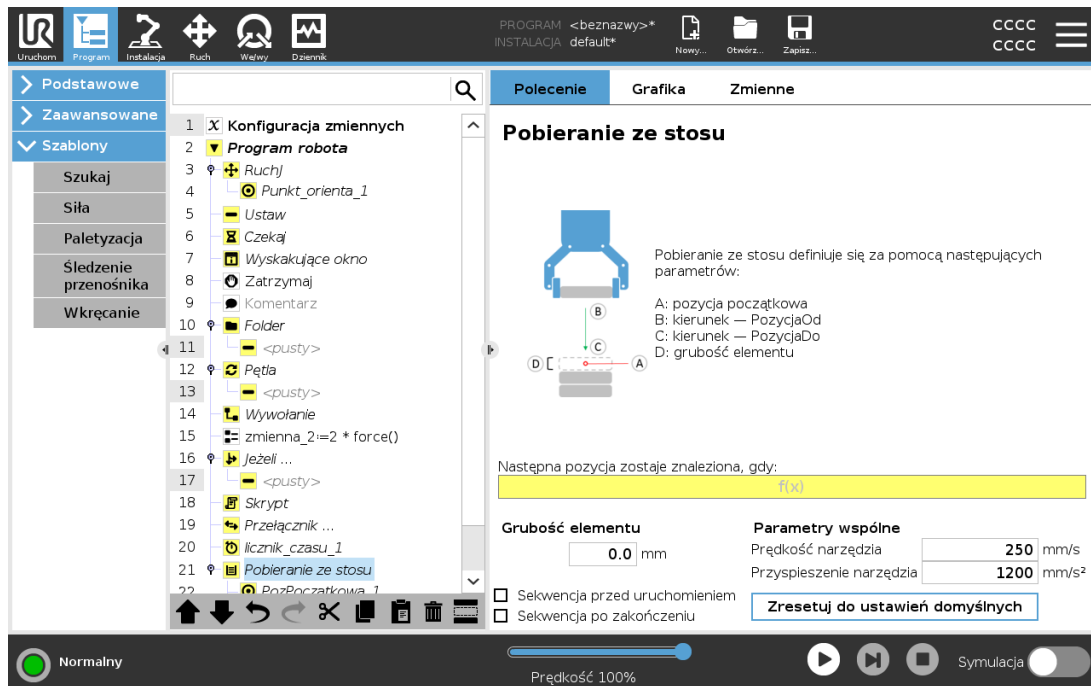 PROGRAM <beznazwy>*
INSTALACJA default*
Uruchom Program Instalacja Ruch We/wy Dziennik
Nowy... Otwórz... Zapisz...
CCCC
CCCC
Podstawowe
Zaawansowane
Szablony
Szukaj
Siła
Paletyzacja
Śledzenie
przenośnika
Wkręcanie
1 X Konfiguracja zmiennych
2 Program robota
3 RuchJ
4 Punkt_orienta_1
5 Ustaw
6 Czekaj
7 Wyskakujące okno
8 Zatrzymaj
9 Komentarz
10 Folder
11 <pusty>
12 Pętla
13 <pusty>
14 Wywołanie
15 zmienna_2:=2 * force()
16 Jeżeli ...
17 <pusty>
18 Skrypt
19 Przełącznik ...
20 licznik_czasu_1
21 Pobieranie ze stosu
22 PozPoczatkowa_1
Polecenie Grafika Zmienne
Pobieranie ze stosu
B
C
D
A
Pobieranie ze stosu definiuje się za pomocą następujących
parametrów:
A: pozycja początkowa
B: kierunek — PozycjaOd
C: kierunek — PozycjaDo
D: grubość elementu
Następna pozycja zostaje znaleziona, gdy:
f(x)
Grubość elementu
0.0 mm
Sekwencja przed uruchomieniem
Sekwencja po zakończeniu
Parametry wspólne
Prędkość narzędzia 250 mm/s
Przyspieszenie narzędzia 1200 mm/s²
Zresetuj do ustawień domyślnych
Normalny
Prędkość 100%
Symulacja